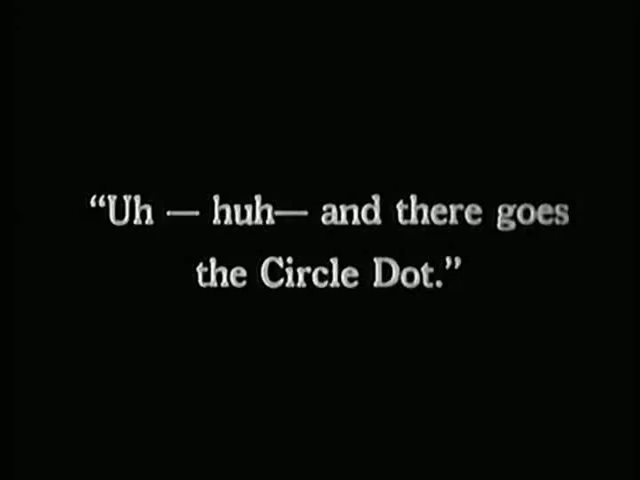 “Uh — huh— and there goes
the Circle Dot.”